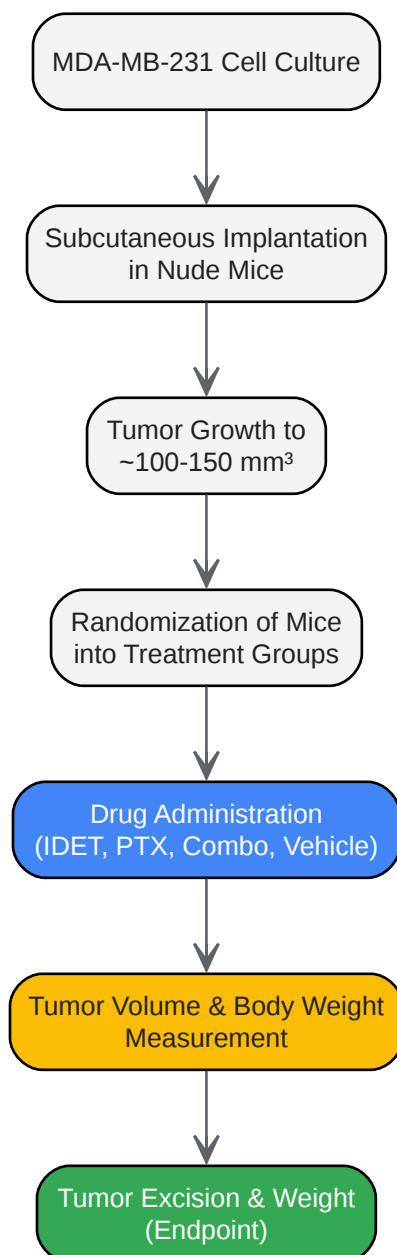 MDA-MB-231 Cell Culture
Subcutaneous Implantation
in Nude Mice
Tumor Growth to
~100-150 mm³
Randomization of Mice
into Treatment Groups
Drug Administration
(IDET, PTX, Combo, Vehicle)
Tumor Volume & Body Weight
Measurement
Tumor Excision & Weight
(Endpoint)